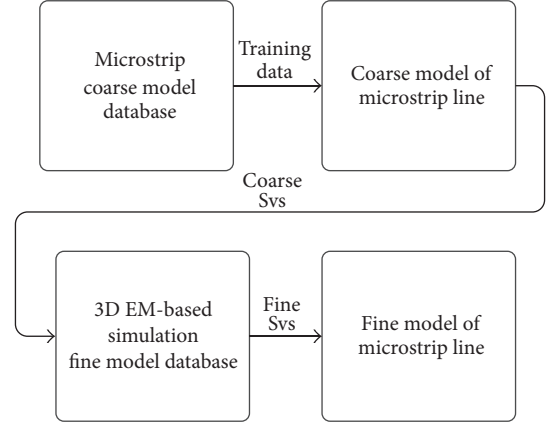 Microstrip
coarse model
database
Training
data
Coarse model of
microstrip line
Coarse
Svs
3D EM-based
simulation
fine model database
Fine
Svs
Fine model of
microstrip line